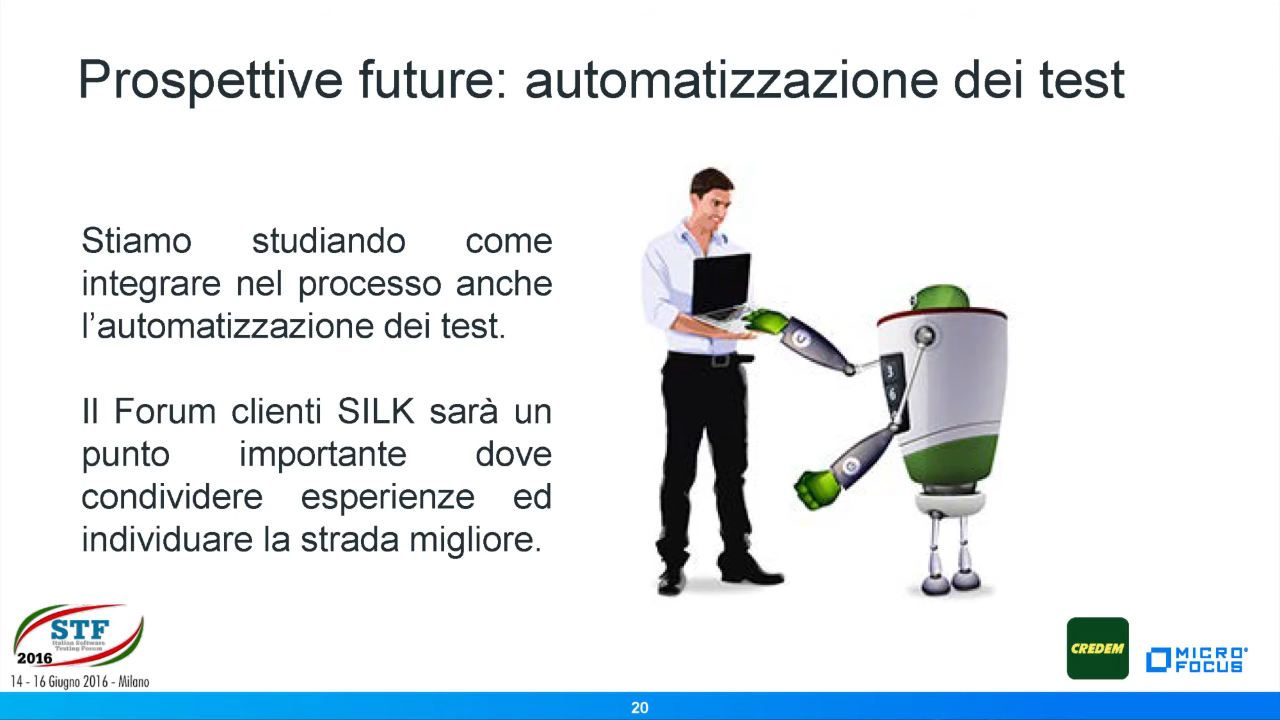 Prospettive future: automatizzazione dei test
Stiamo studiando come
integrare nel processo anche
l'automatizzazione dei test.
Il Forum clienti SILK sarà un
punto importante dove
condividere esperienze ed
individuare la strada migliore.
3
6
STF
Italian Software
Testing Forum
2016
14 - 16 Giugno 2016 - Milano
CREDEM
MICRO
FOCUS
20